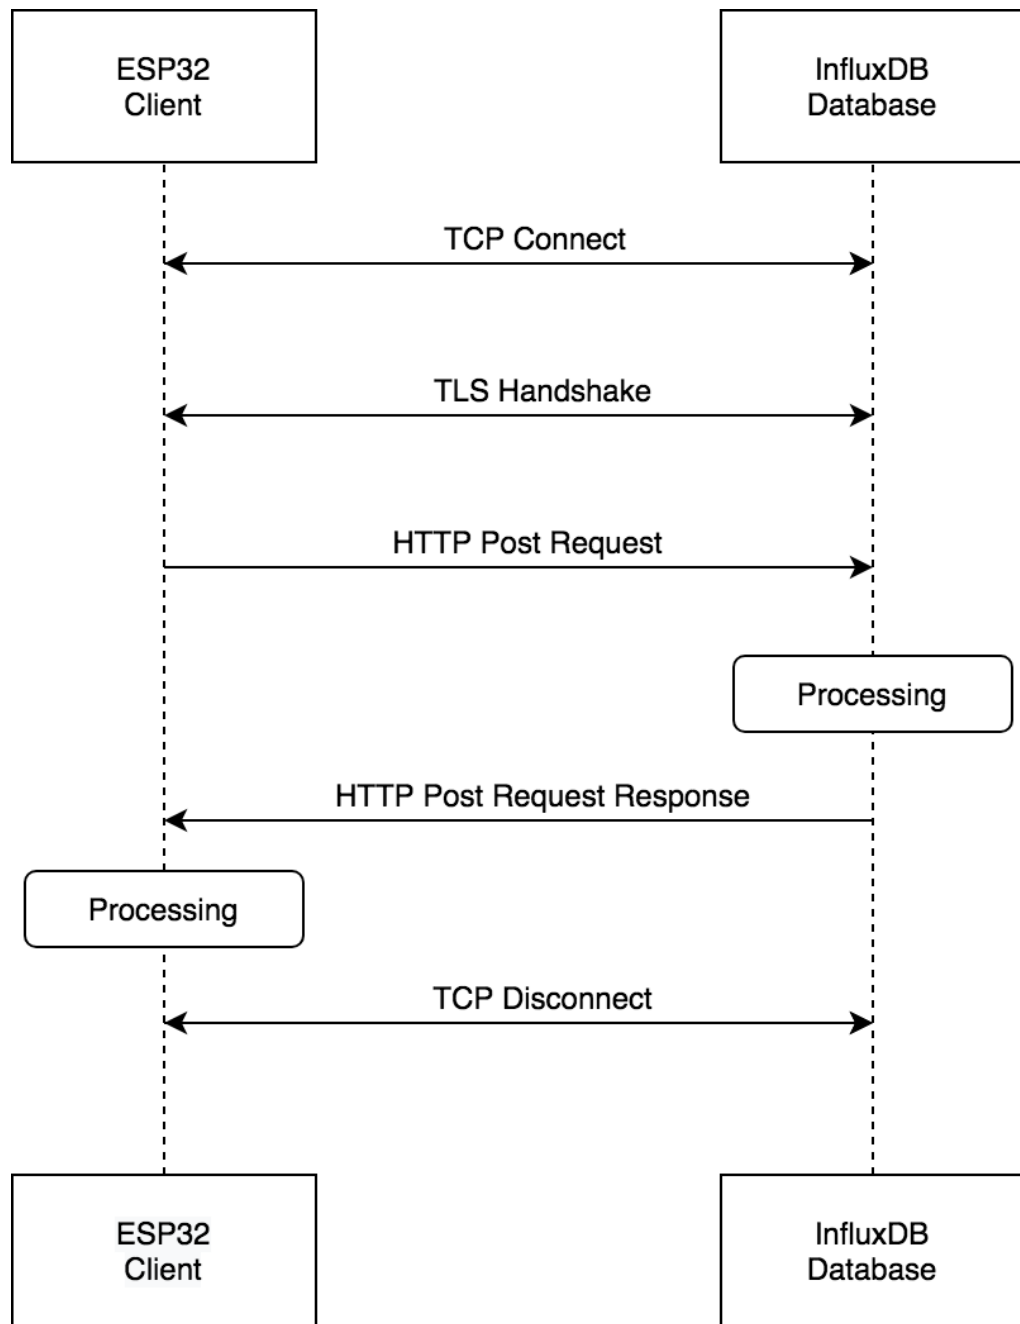 ESP32
Client
InfluxDB
Database
TCP Connect
TLS Handshake
HTTP Post Request
Processing
HTTP Post Request Response
Processing
TCP Disconnect
ESP32
Client
InfluxDB
Database